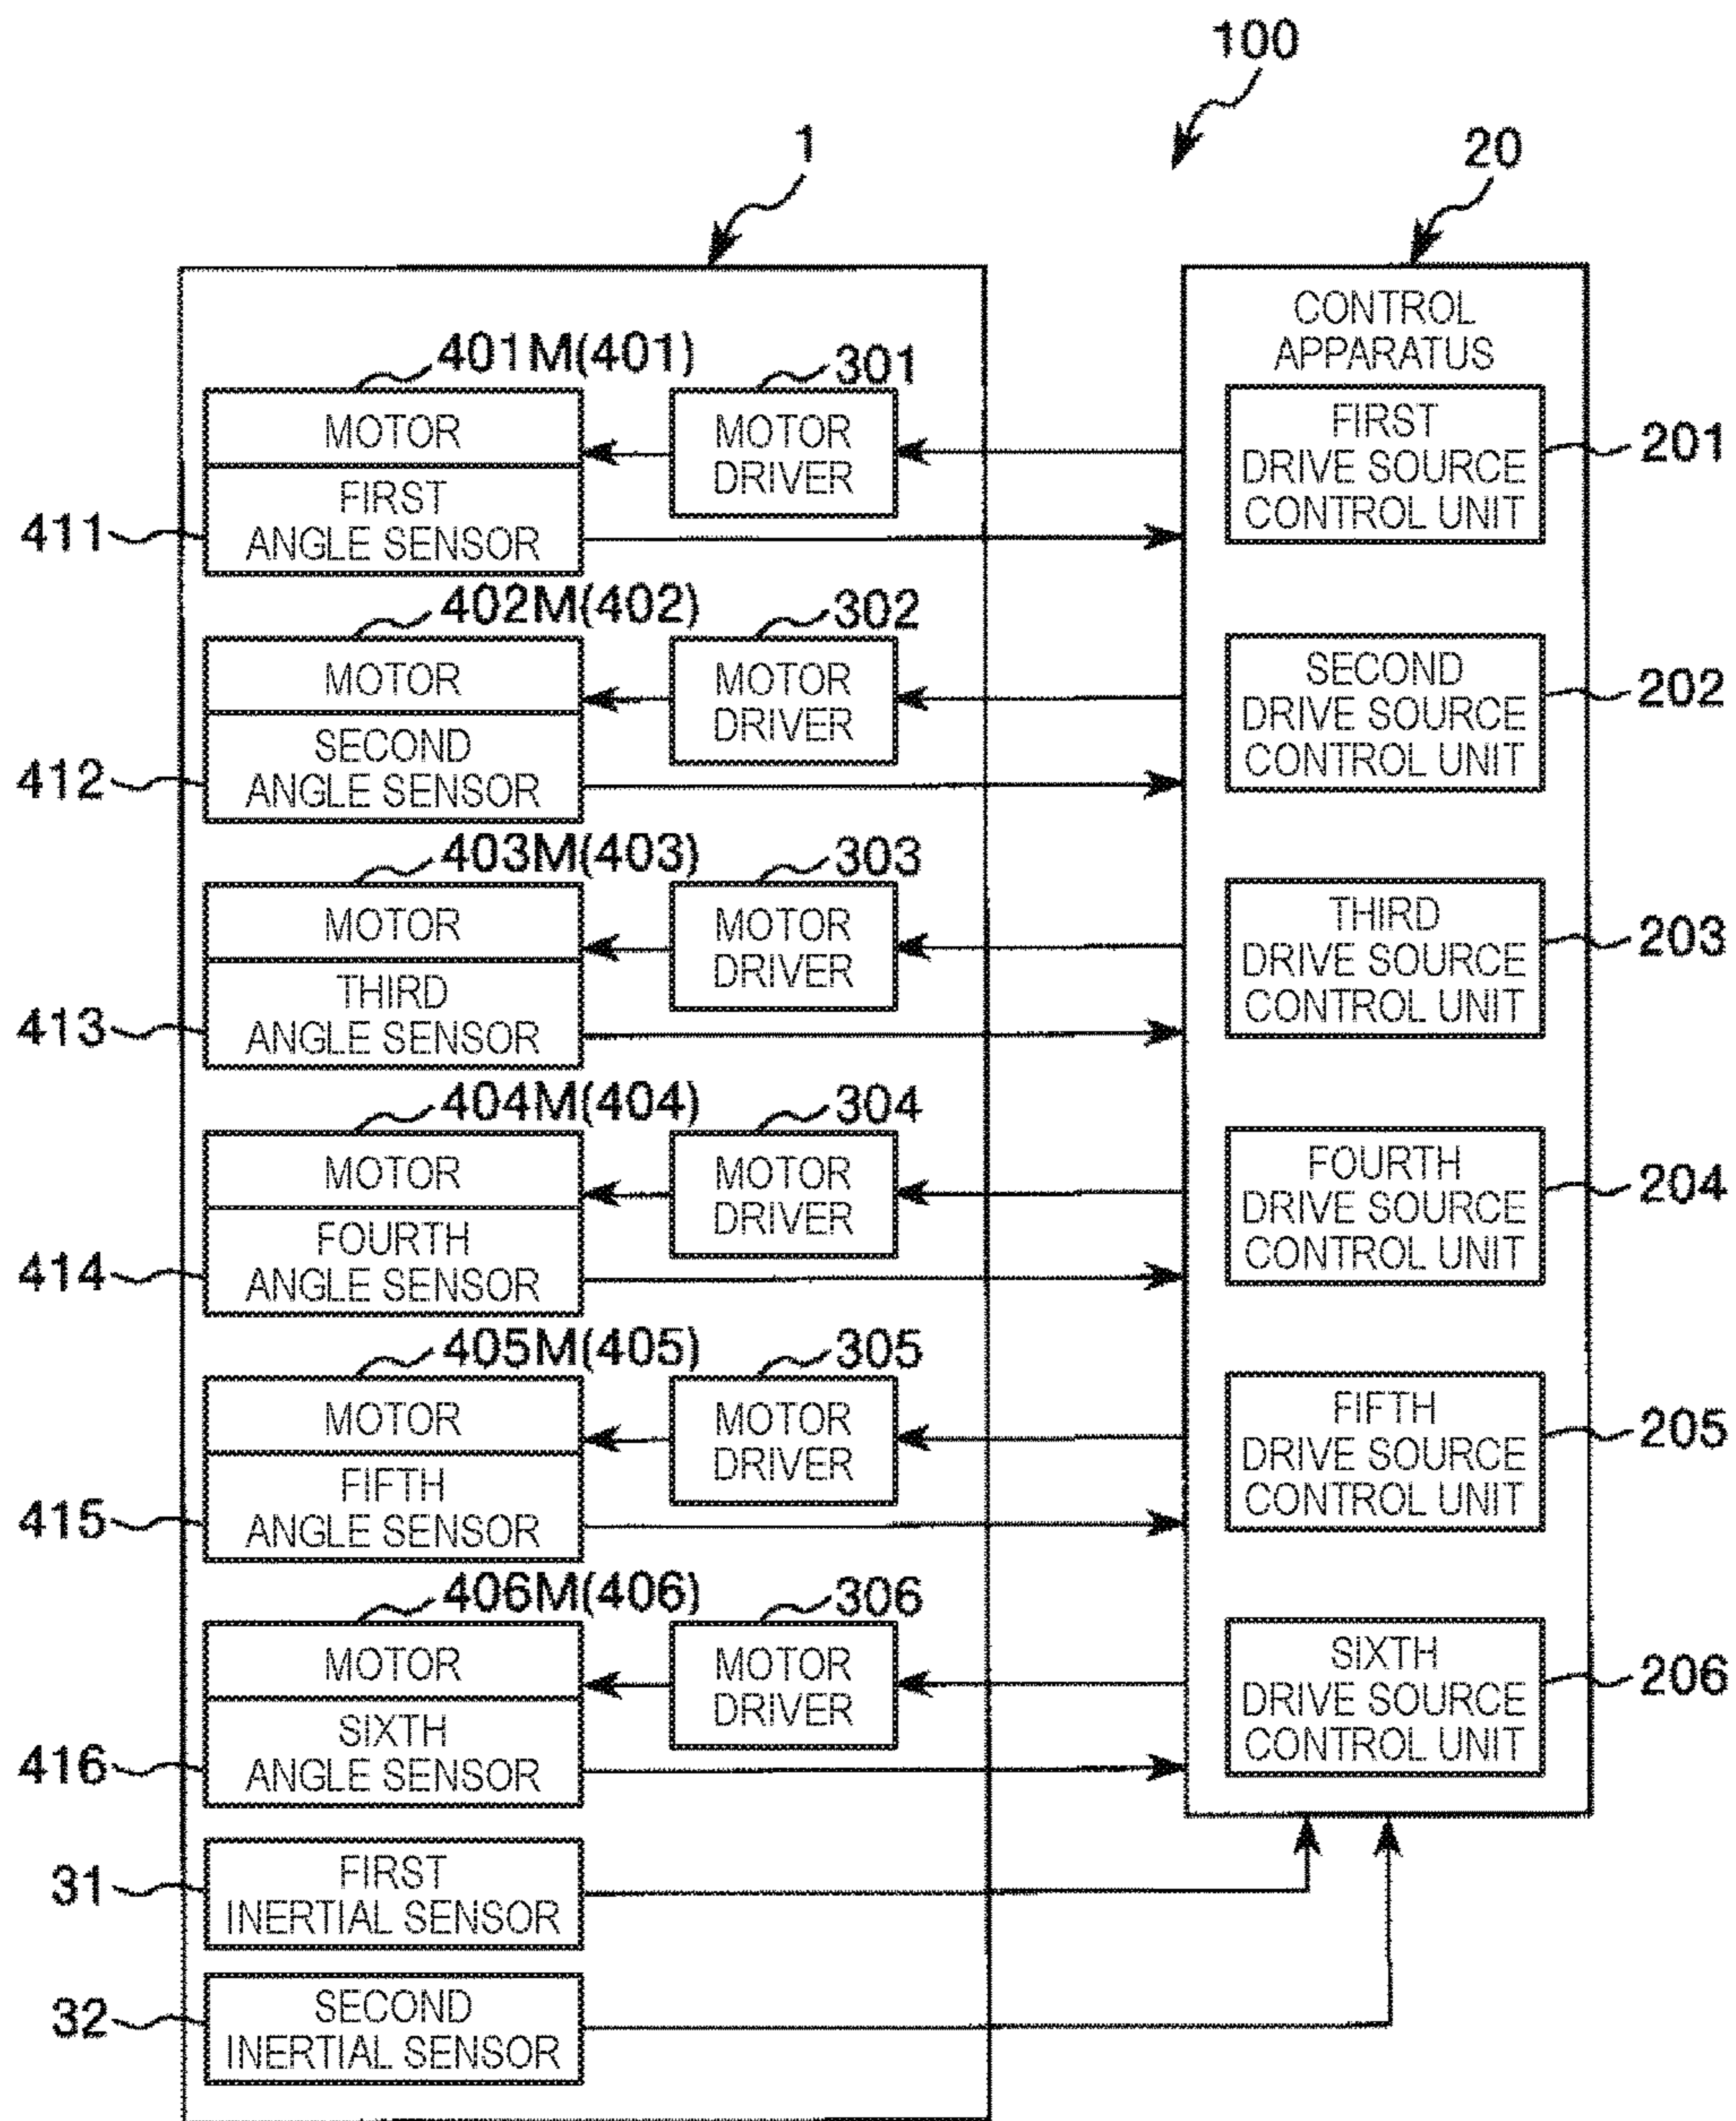 100
1
20
CONTROL
APPARATUS
401M(401)
301
MOTOR
MOTOR
DRIVER
FIRST
DRIVE SOURCE
CONTROL UNIT
201
FIRST
ANGLE SENSOR
411
402M(402)
302
MOTOR
MOTOR
DRIVER
SECOND
DRIVE SOURCE
CONTROL UNIT
202
SECOND
ANGLE SENSOR
412
403M(403)
303
MOTOR
MOTOR
DRIVER
THIRD
DRIVE SOURCE
CONTROL UNIT
203
THIRD
ANGLE SENSOR
413
404M(404)
304
MOTOR
MOTOR
DRIVER
FOURTH
DRIVE SOURCE
CONTROL UNIT
204
FOURTH
ANGLE SENSOR
414
405M(405)
305
MOTOR
MOTOR
DRIVER
FIFTH
DRIVE SOURCE
CONTROL UNIT
205
FIFTH
ANGLE SENSOR
415
406M(406)
306
MOTOR
MOTOR
DRIVER
SIXTH
DRIVE SOURCE
CONTROL UNIT
206
SIXTH
ANGLE SENSOR
416
31
FIRST
INERTIAL SENSOR
32
SECOND
INERTIAL SENSOR